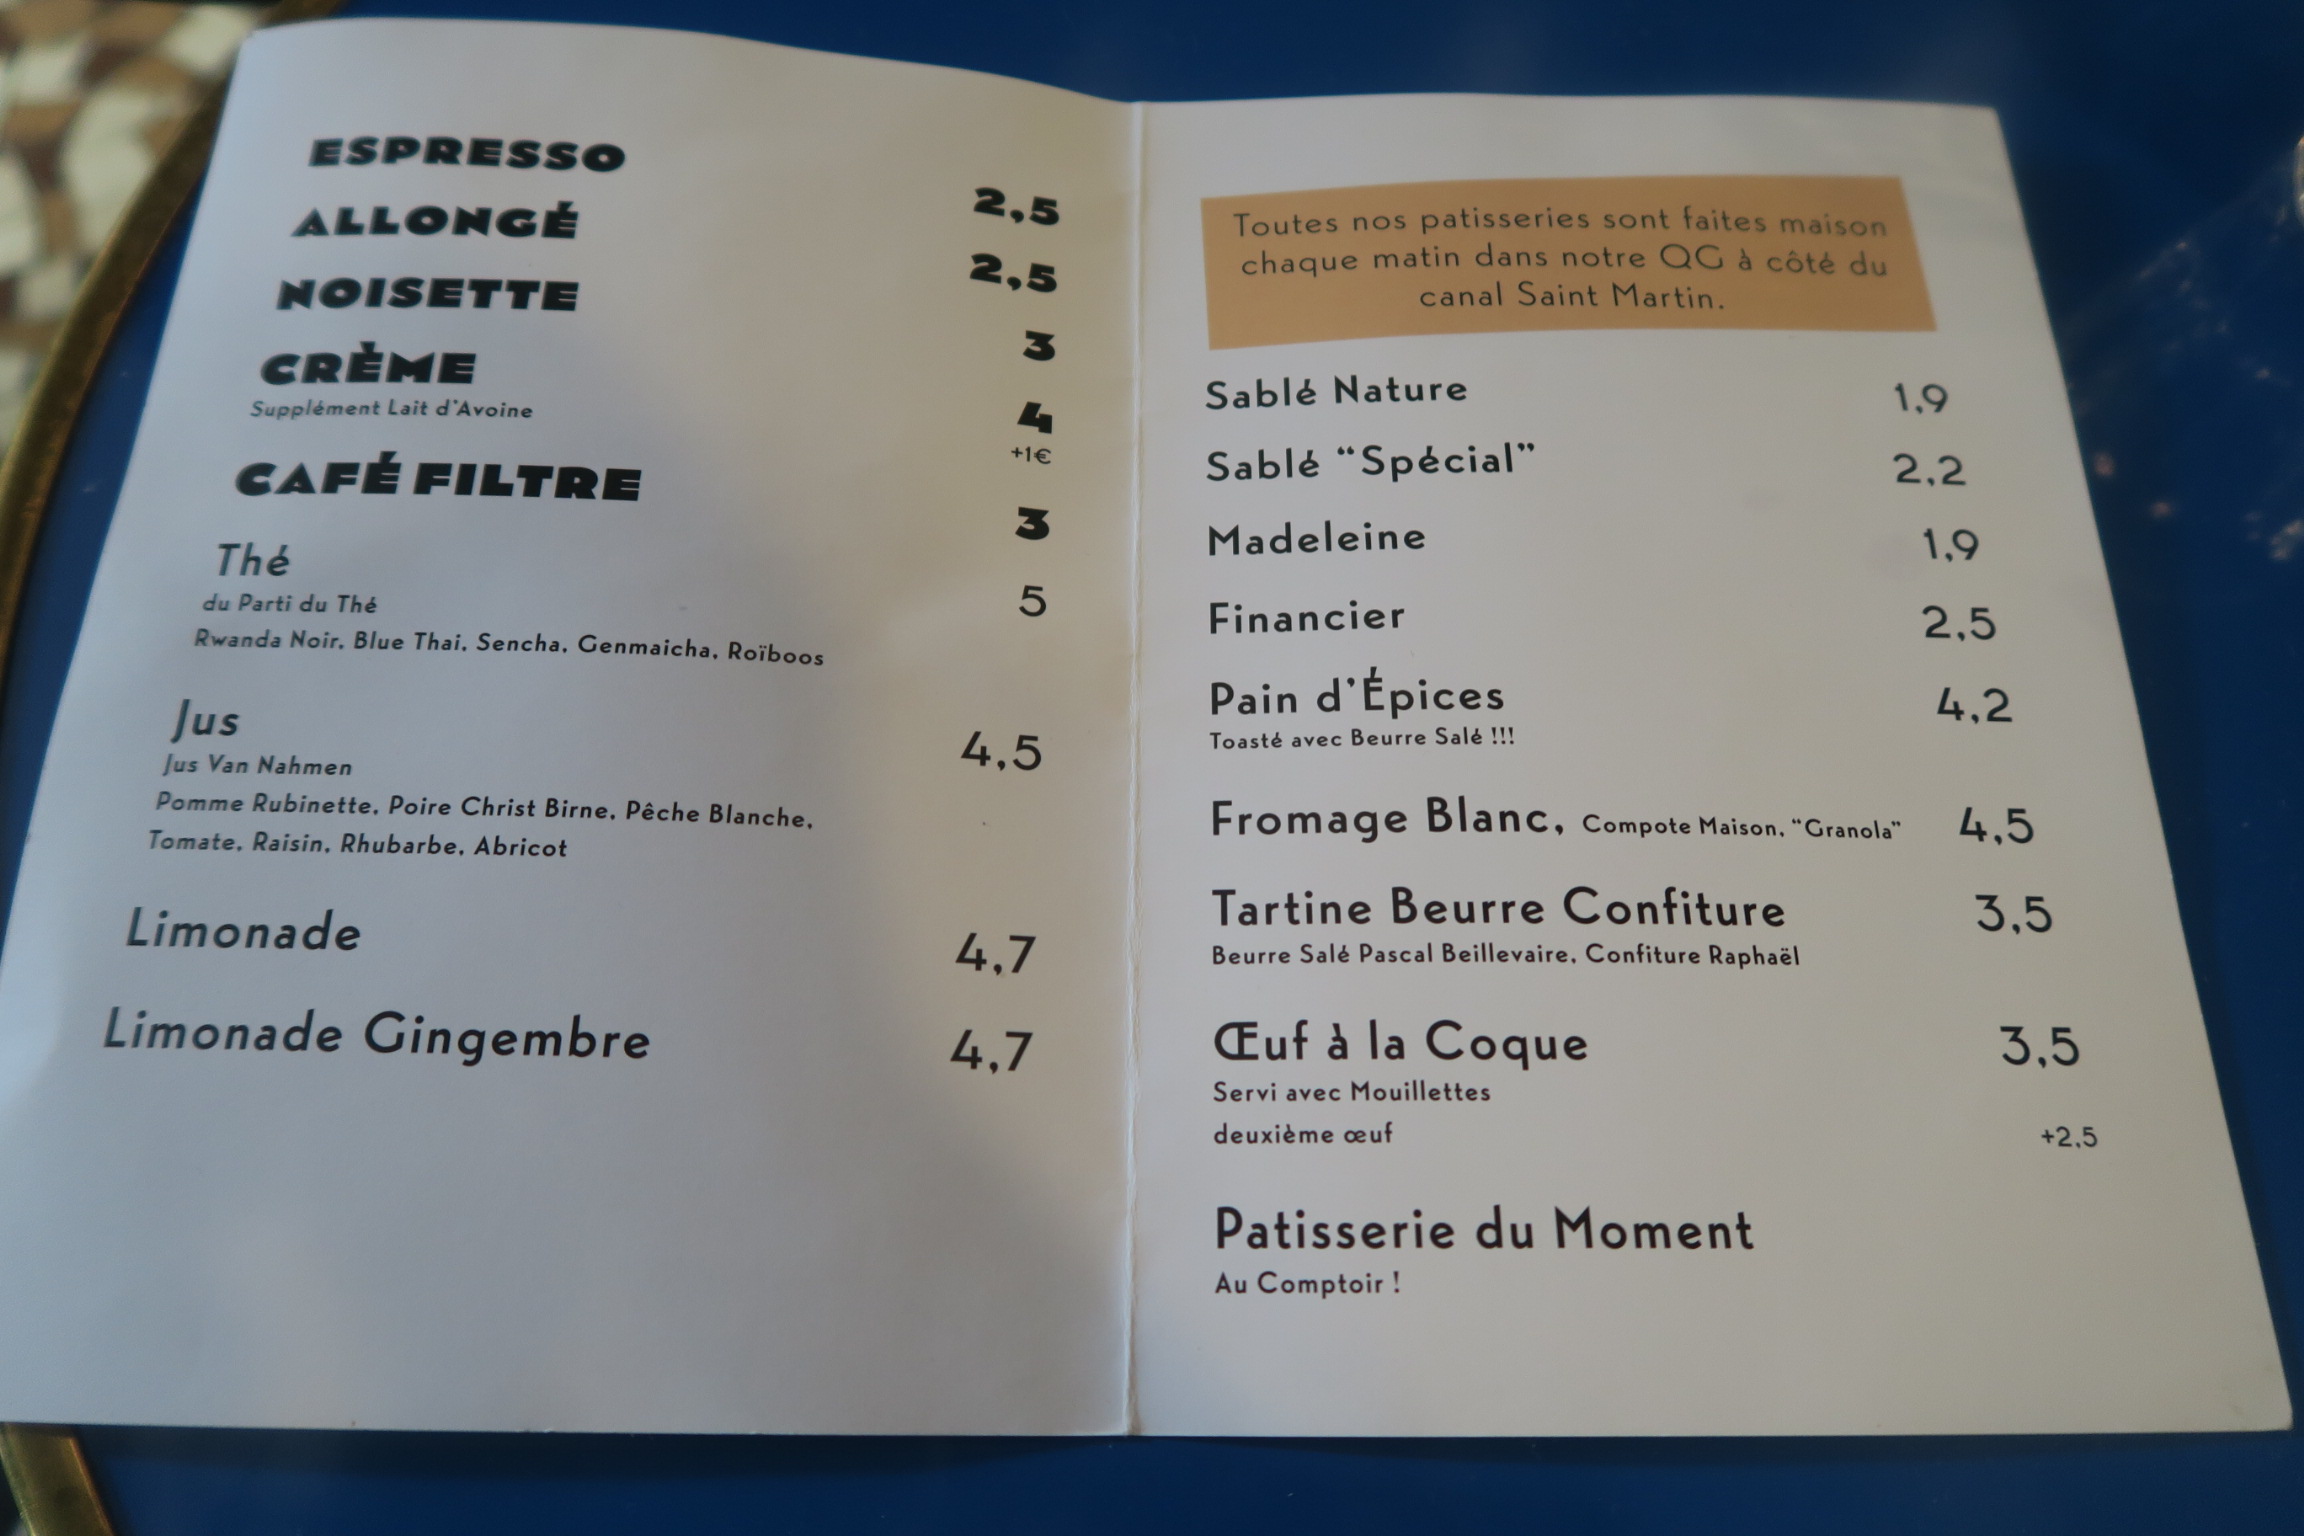 ESPRESSO 2,5
ALLONGÉ 2,5
NOISETTE 3
CRÈME 4
Supplément Lait d'Avoine +1€
CAFÉ FILTRE 3
Thé 5
du Parti du Thé
Rwanda Noir, Blue Thai, Sencha, Genmaicha, Roïboos
Jus 4,5
Jus Van Nahmen
Pomme Rubinette, Poire Christ Birne, Pêche Blanche,
Tomate, Raisin, Rhubarbe, Abricot
Limonade 4,7
Limonade Gingembre 4,7
Toutes nos patisseries sont faites maison
chaque matin dans notre QG à côté du
canal Saint Martin.
Sablé Nature 1,9
Sablé “Spécial” 2,2
Madeleine 1,9
Financier 2,5
Pain d'Épices 4,2
Toasté avec Beurre Salé !!!
Fromage Blanc, Compote Maison, “Granola” 4,5
Tartine Beurre Confiture 3,5
Beurre Salé Pascal Beillevaire, Confiture Raphaël
Œuf à la Coque 3,5
Servi avec Mouillettes
deuxième œuf +2,5
Patisserie du Moment
Au Comptoir !